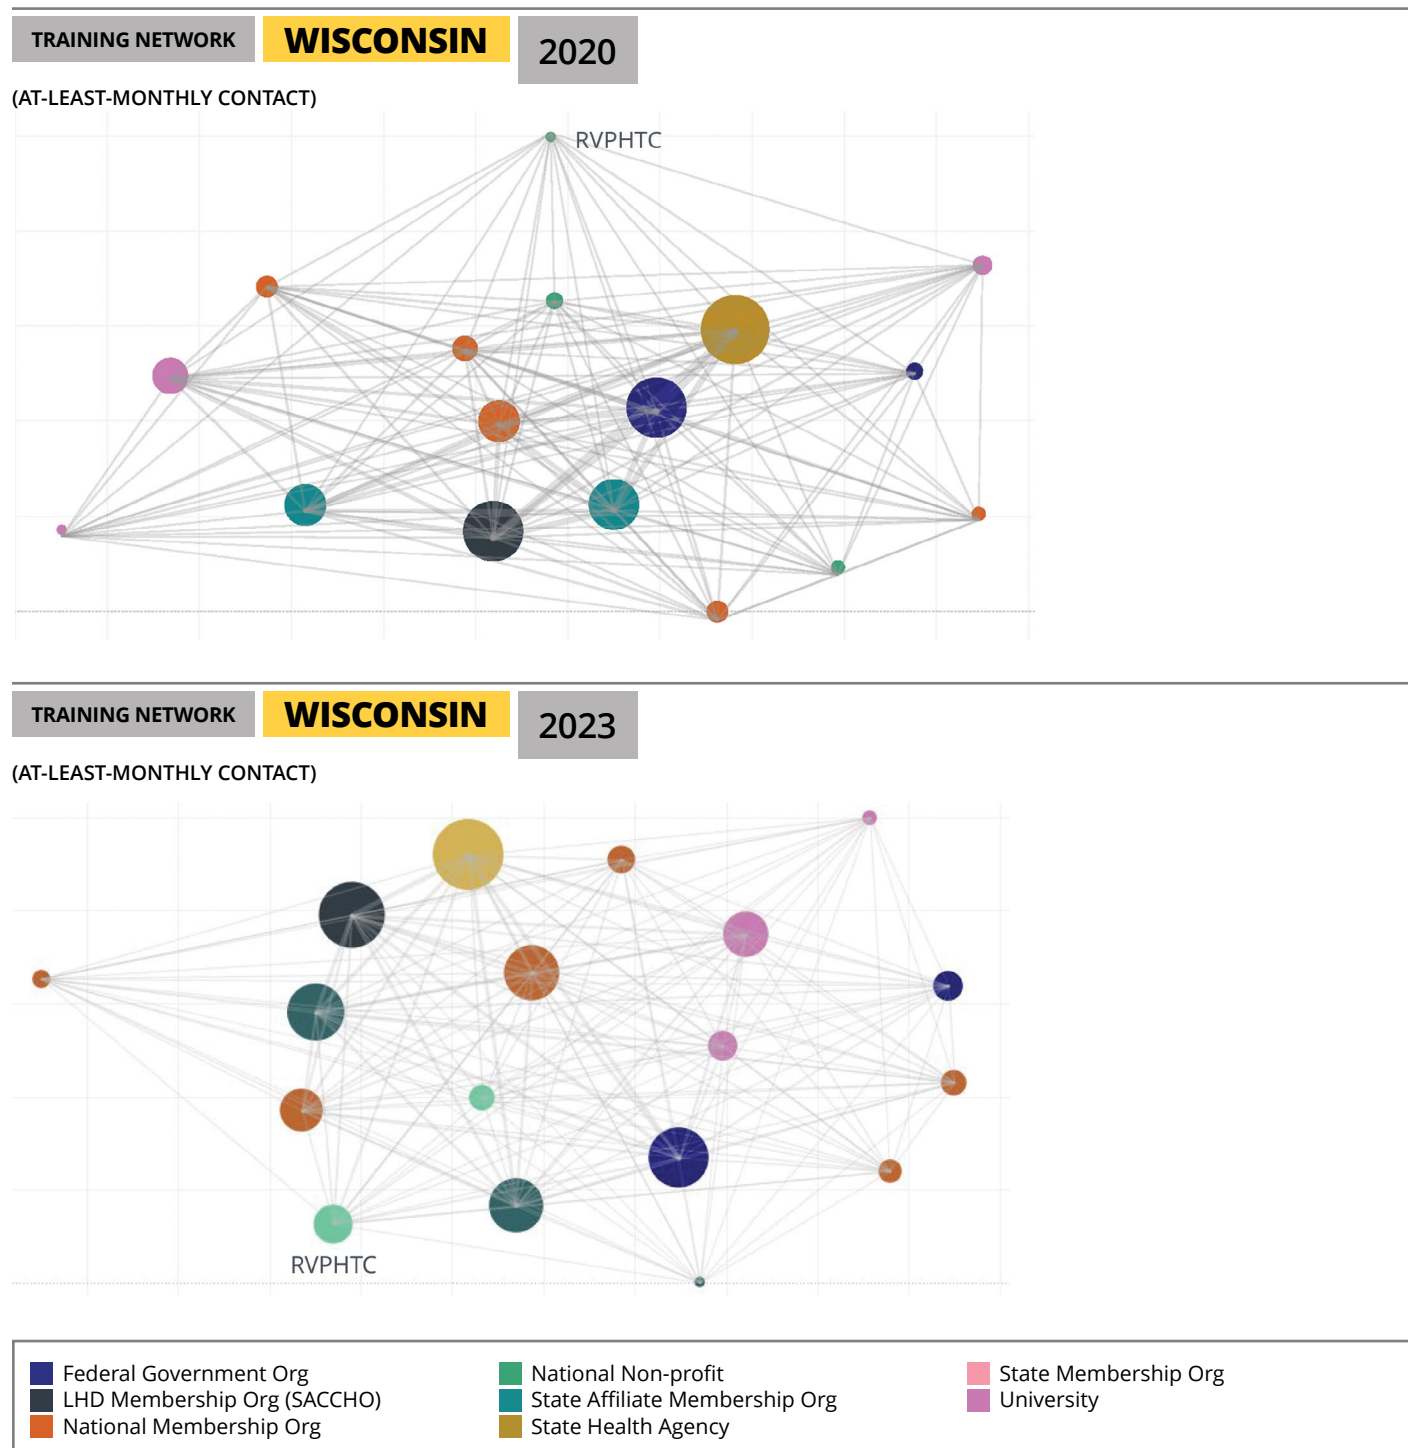 TRAINING NETWORK WISCONSIN 2020
(AT-LEAST-MONTHLY CONTACT)
RVPHTC
TRAINING NETWORK WISCONSIN 2023
(AT-LEAST-MONTHLY CONTACT)
RVPHTC
Federal Government Org
LHD Membership Org (SACCHO)
National Membership Org
National Non-profit
State Affiliate Membership Org
State Health Agency
State Membership Org
University